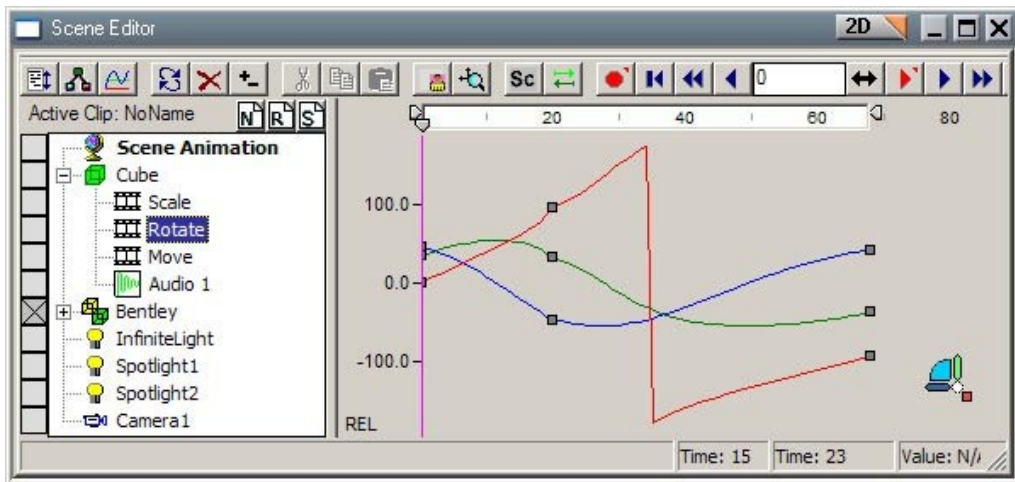 Scene Editor
2D
Sc
0
Active Clip: NoName
N R S
20 40 60 80
Scene Animation
Cube
Scale
Rotate
Move
Audio 1
Bentley
InfiniteLight
Spotlight1
Spotlight2
Camera1
100.0
0.0
-100.0
REL
Time: 15
Time: 23
Value: N/